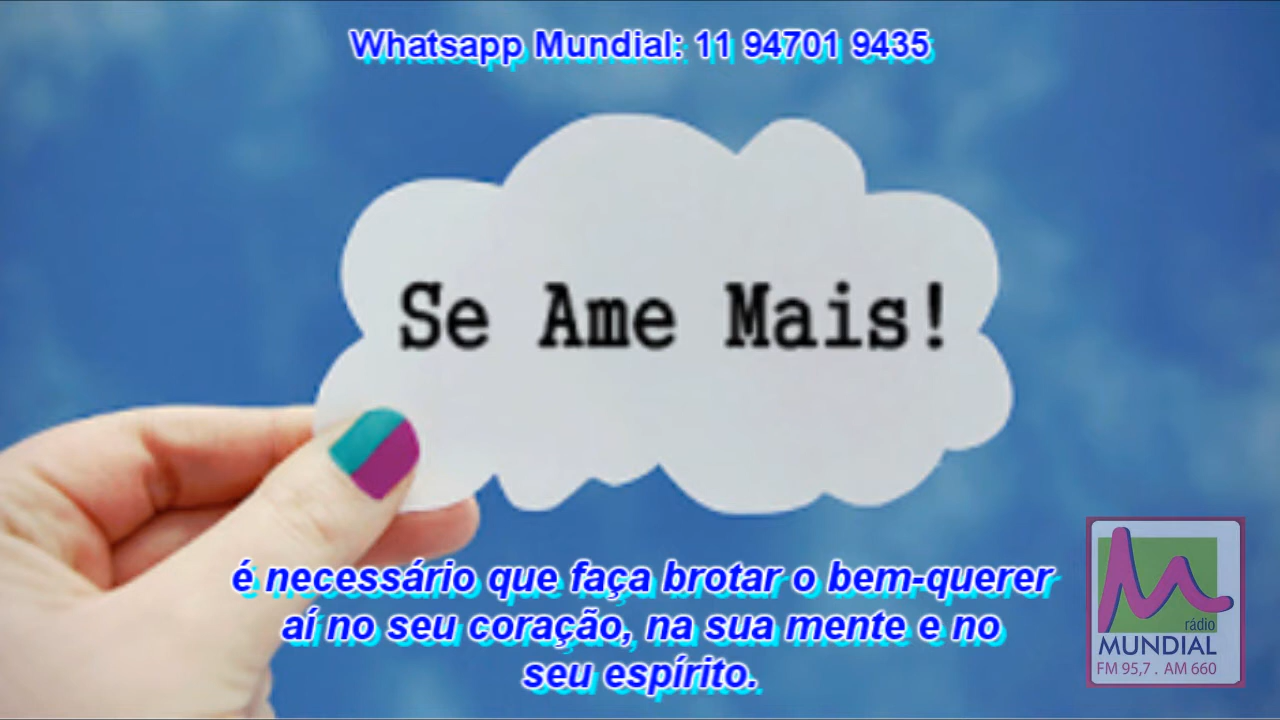 Whatsapp Mundial: 11 94701 9435
Se Ame Mais!
é necessário que faça brotar o bem-querer
aí no seu coração, na sua mente e no
seu espírito.
rádio
MUNDIAL
FM 95,7 . AM 660